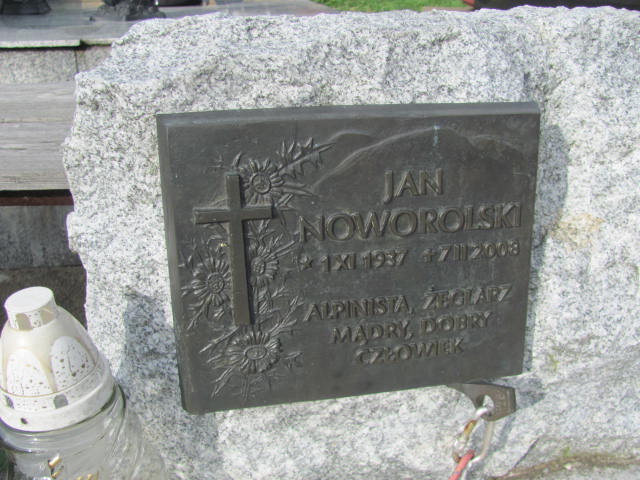 JAN
NOWOROLSKI
* 1 XI 1937 + 7 II 2008
ALPINISTA, ŻEGLARZ
MĄDRY, DOBRY
CZŁOWIEK